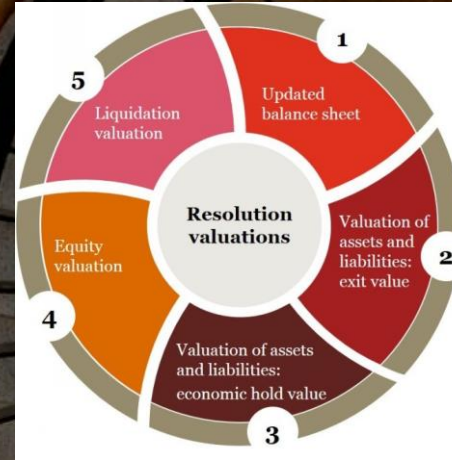 Resolution
valuations
1
Updated
balance sheet
2
Valuation of
assets and
liabilities:
exit value
3
Valuation of assets
and liabilities:
economic hold value
4
Equity
valuation
5
Liquidation
valuation